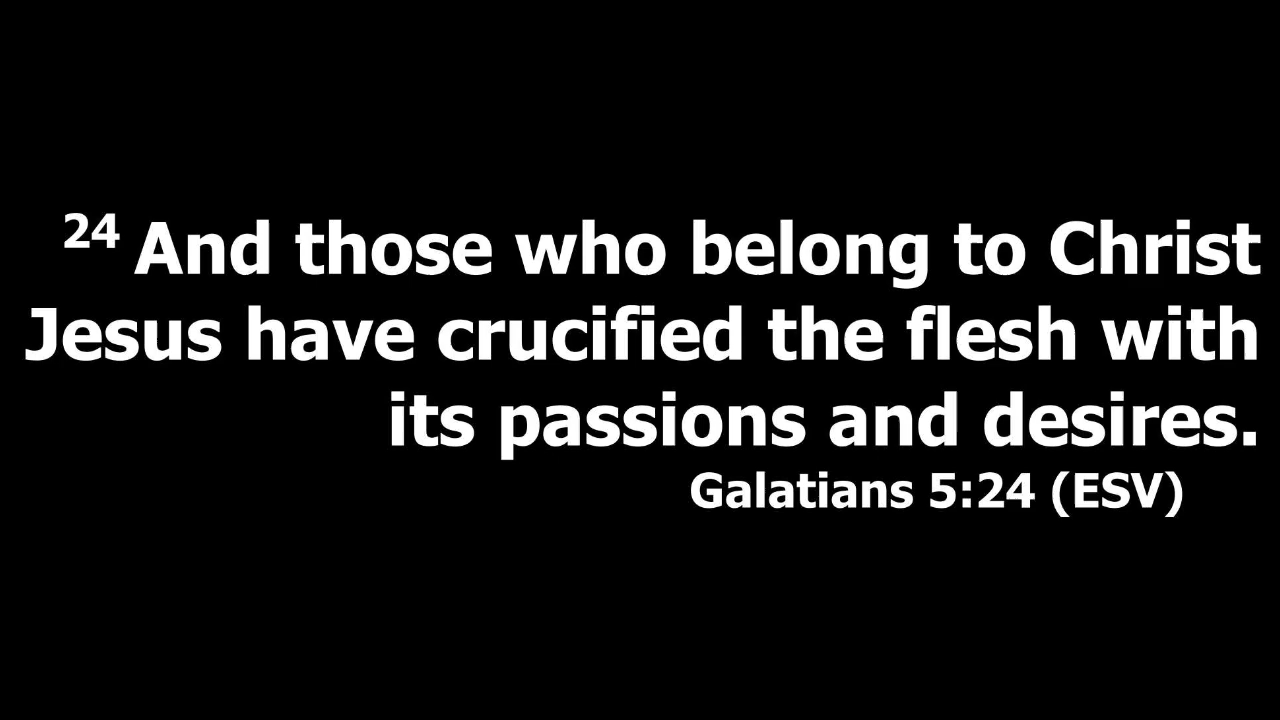 24 And those who belong to Christ
Jesus have crucified the flesh with
its passions and desires.
Galatians 5:24 (ESV)